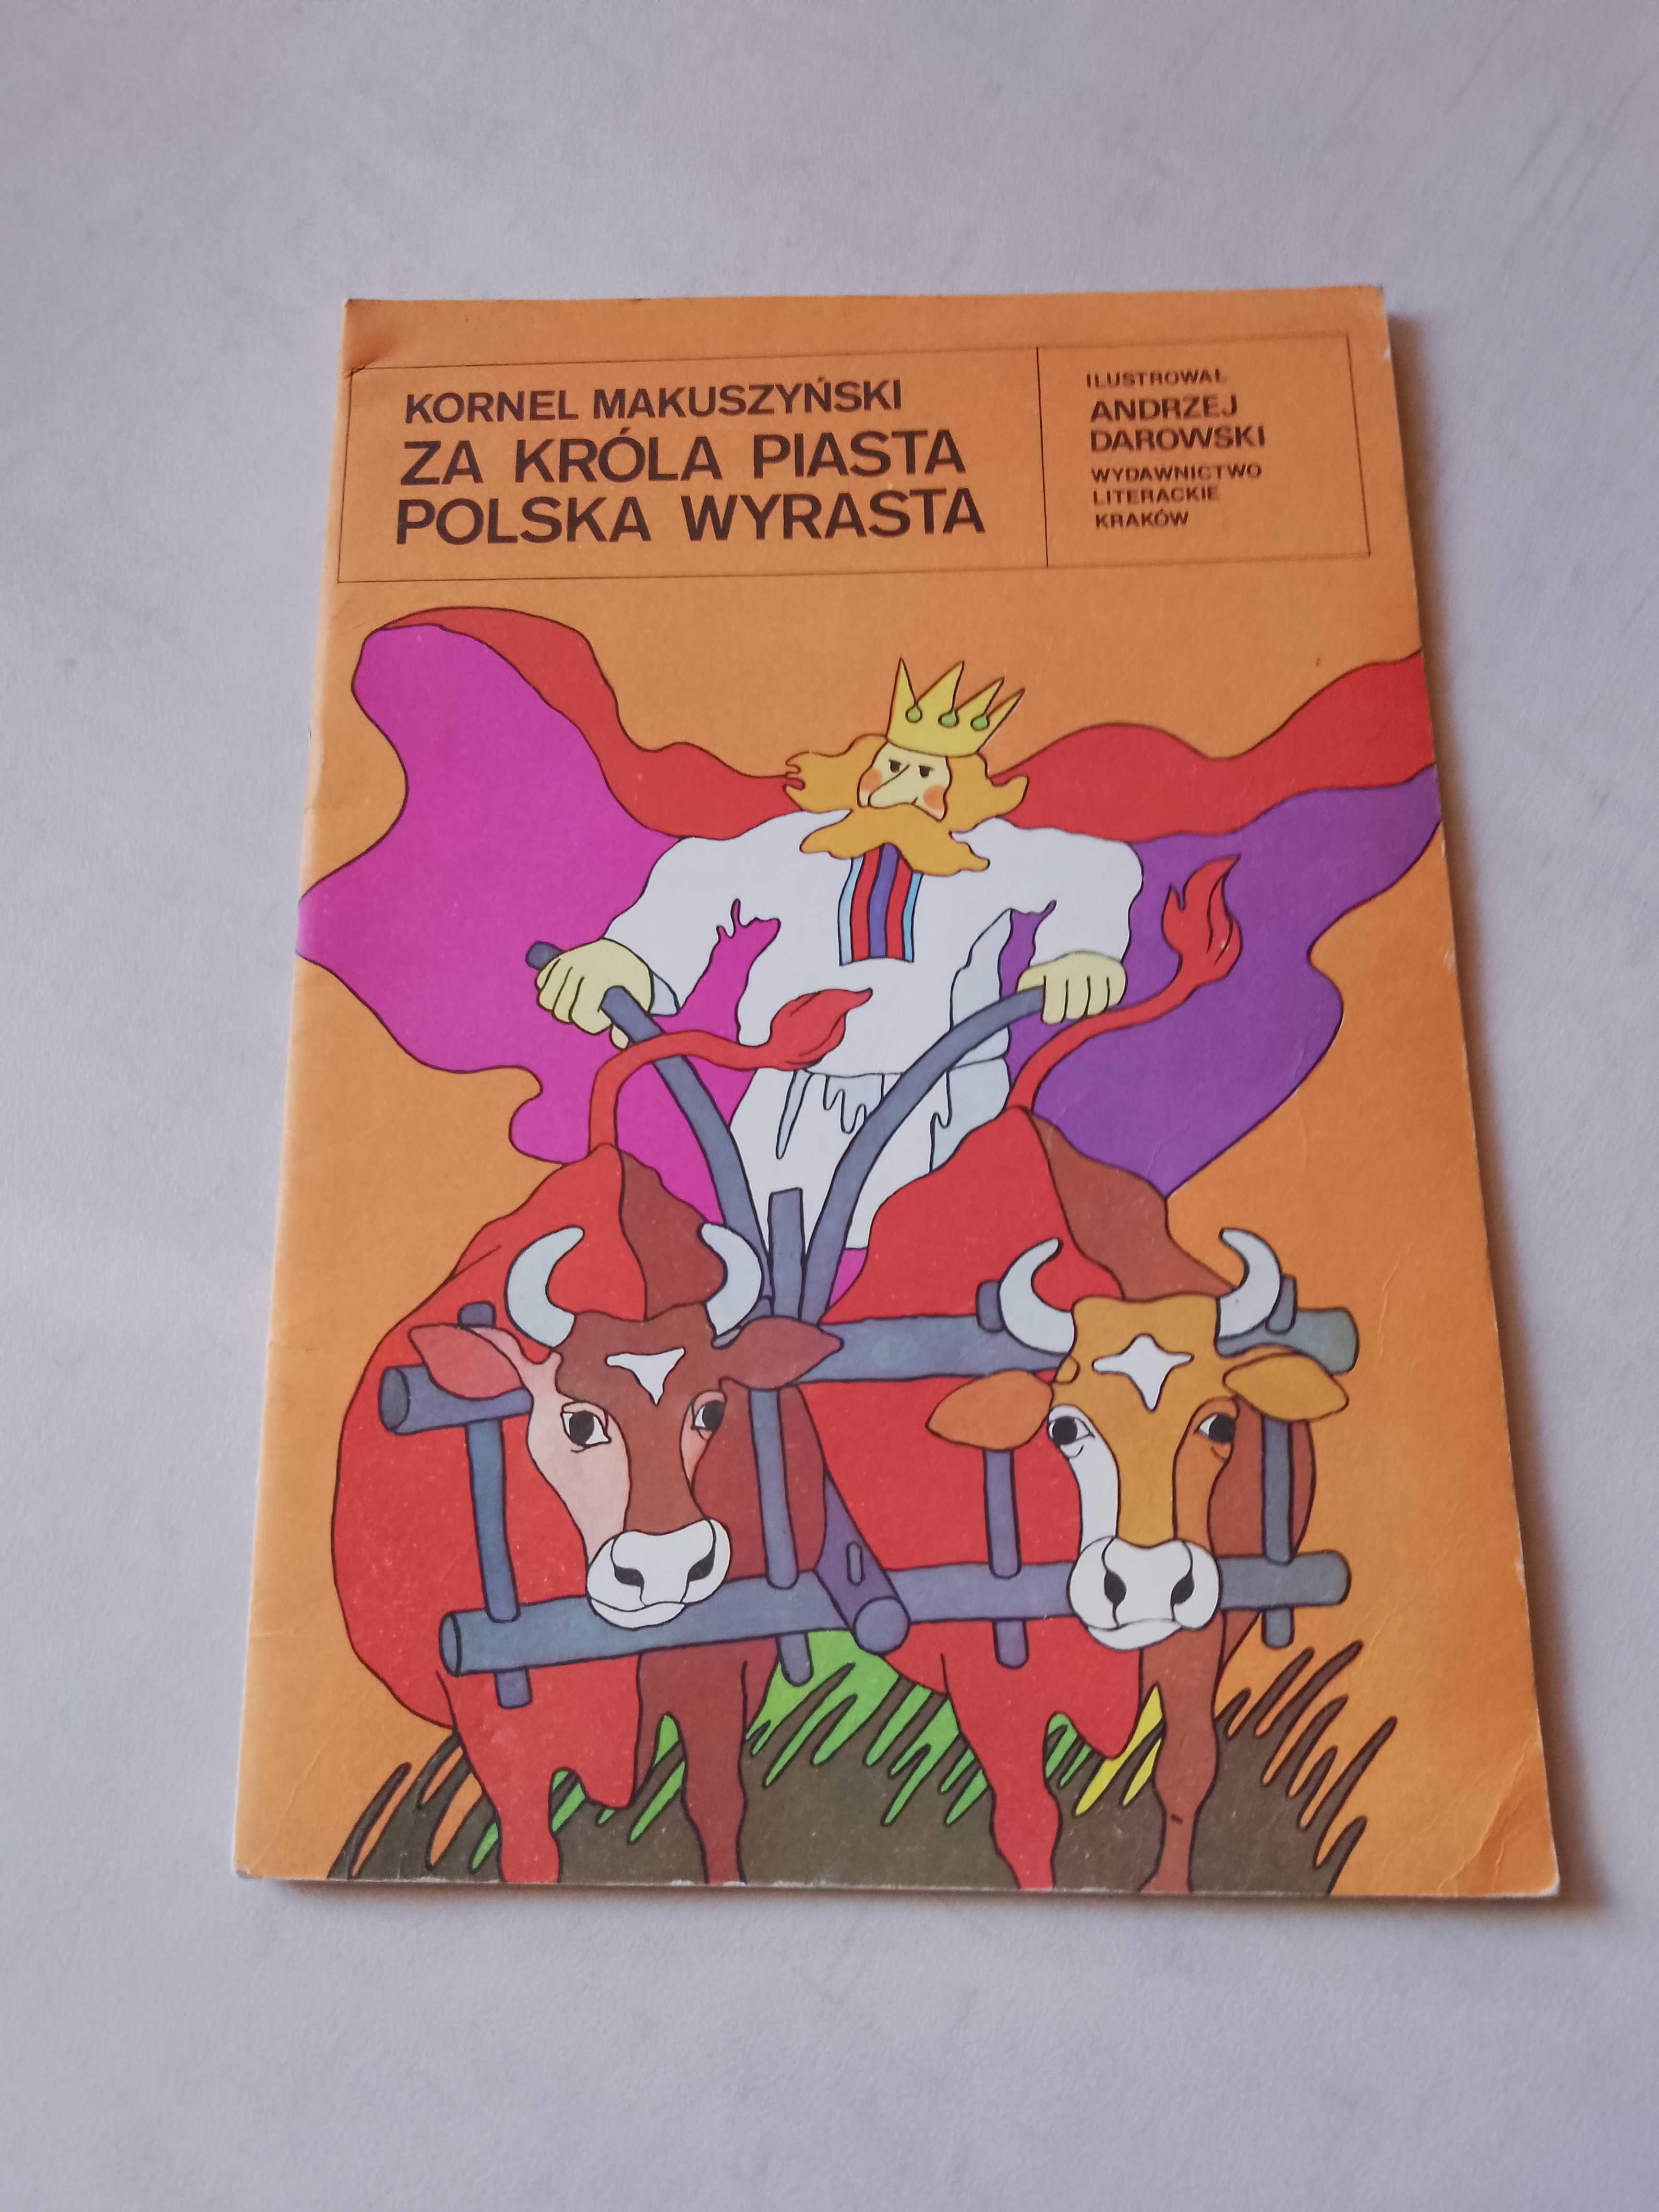 KORNEL MAKUSZYŃSKI
ZA KRÓLA PIASTA
POLSKA WYRASTA
ILUSTROWAŁ
ANDRZEJ
DAROWSKI
WYDAWNICTWO
LITERACKIE
KRAKÓW